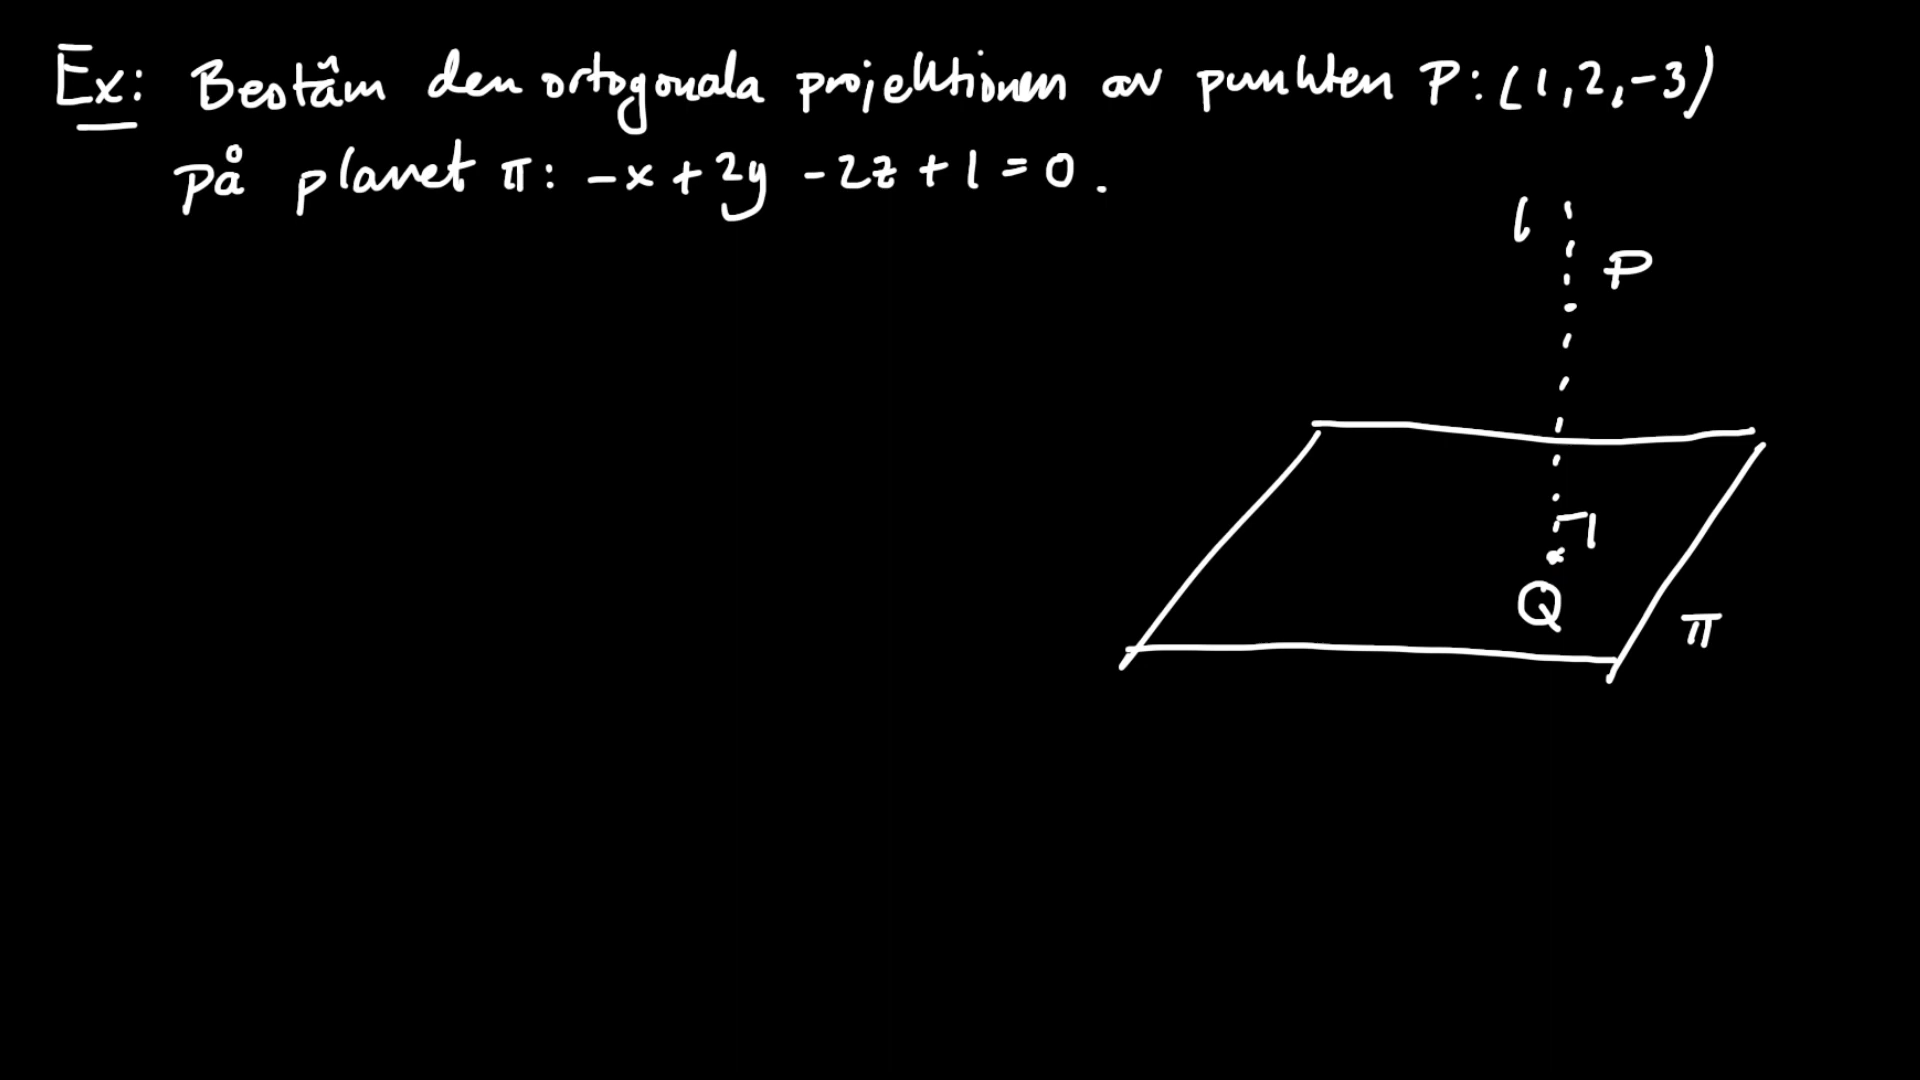 Ex: Bestäm den ortogonala projektionen av punkten P: (1, 2, -3)
på planet π: -x + 2y - 2z + 1 = 0.
l
P
Q
π